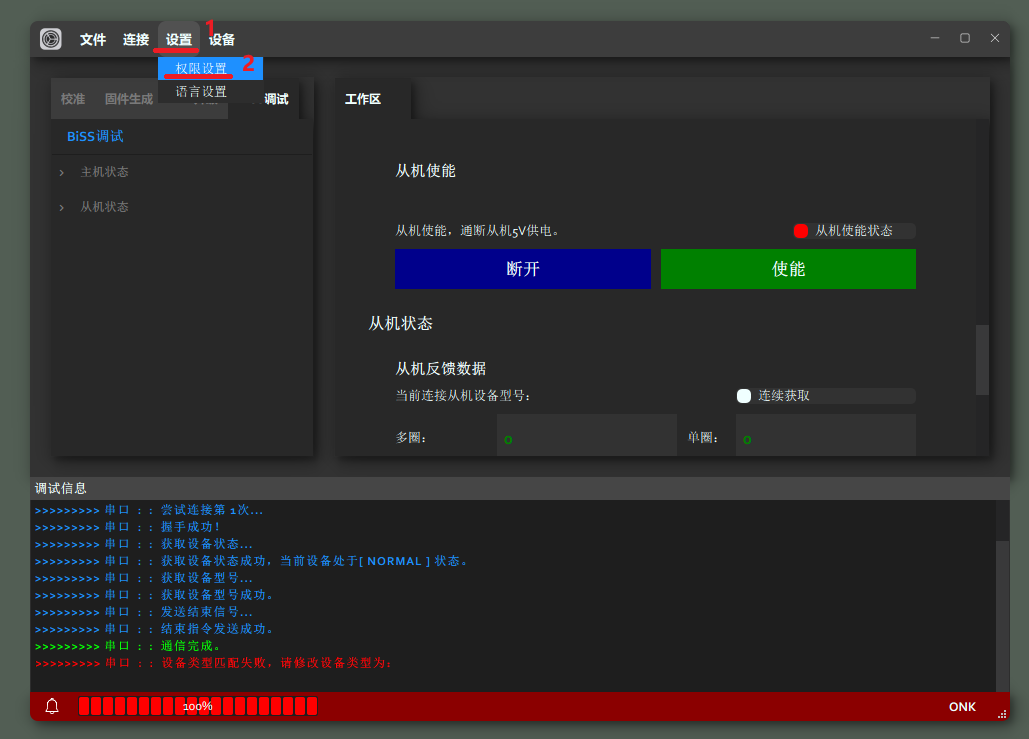 文件 连接 设置 设备
1
权限设置 2
语言设置
校准 固件生成 调试
工作区
BiSS调试
主机状态
从机状态
从机使能
从机使能，通断从机5V供电。
从机使能状态
断开 使能
从机状态
从机反馈数据
当前连接从机设备型号：
连续获取
多圈： 0 单圈： 0
调试信息
>>>>>>>>> 串口 ：： 尝试连接第 1次...
>>>>>>>>> 串口 ：： 握手成功！
>>>>>>>>> 串口 ：： 获取设备状态...
>>>>>>>>> 串口 ：： 获取设备状态成功，当前设备处于[ NORMAL ] 状态。
>>>>>>>>> 串口 ：： 获取设备型号...
>>>>>>>>> 串口 ：： 获取设备型号成功。
>>>>>>>>> 串口 ：： 发送结束信号...
>>>>>>>>> 串口 ：： 结束指令发送成功。
>>>>>>>>> 串口 ：： 通信完成。
>>>>>>>>> 串口 ：： 设备类型匹配失败，请修改设备类型为：
100% ONK